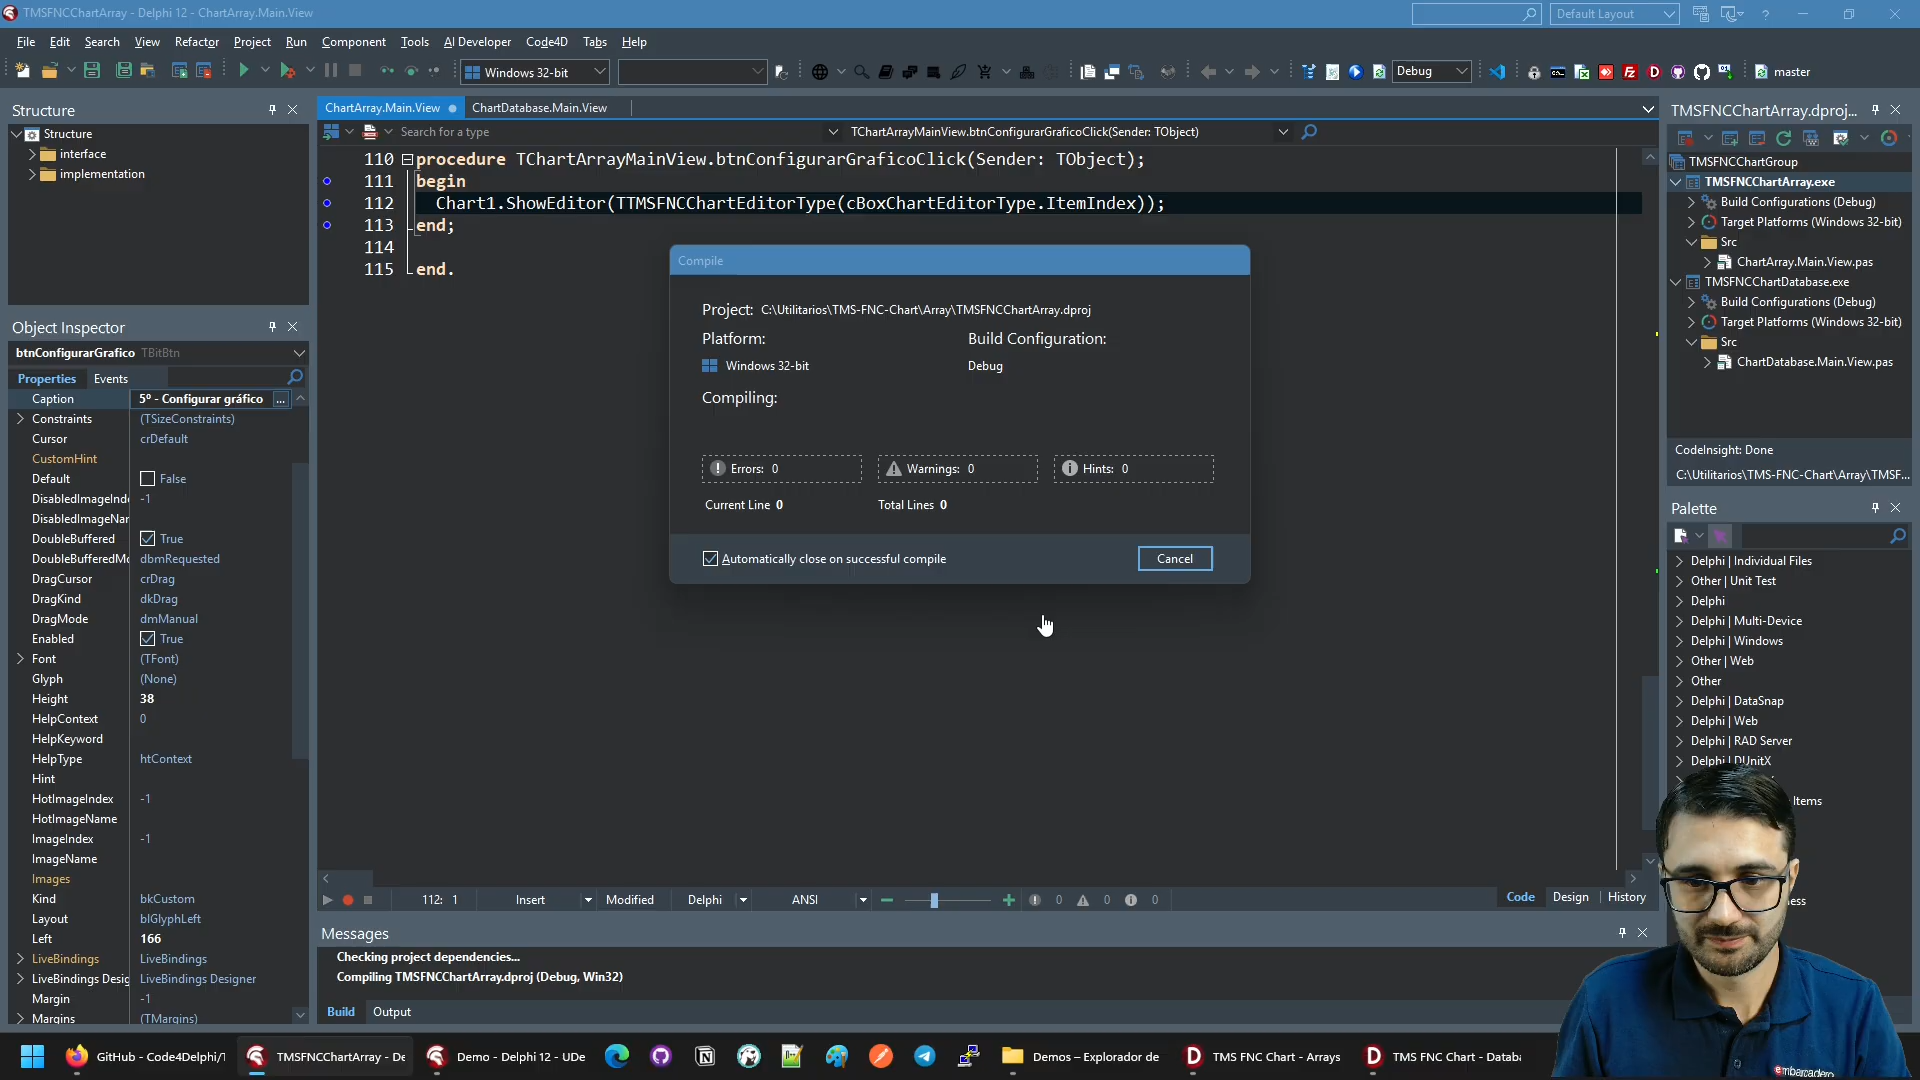 TMSFNCChartArray - Delphi 12 - ChartArray.Main.View
Default Layout
File Edit Search View Refactor Project Run Component Tools AI Developer Code4D Tabs Help
Windows 32-bit
Debug
master
Structure
Structure
interface
implementation
Object Inspector
btnConfigurarGrafico TBitBtn
Properties Events
Caption 5º - Configurar gráfico
Constraints (TSizeConstraints)
Cursor crDefault
CustomHint
Default False
DisabledImageInde -1
DisabledImageNar
DoubleBuffered True
DoubleBufferedMo dbmRequested
DragCursor crDrag
DragKind dkDrag
DragMode dmManual
Enabled True
Font (TFont)
Glyph (None)
Height 38
HelpContext 0
HelpKeyword
HelpType htContext
Hint
HotImageIndex -1
HotImageName
ImageIndex -1
ImageName
Images
Kind bkCustom
Layout blGlyphLeft
Left 166
LiveBindings LiveBindings
LiveBindings Desig LiveBindings Designer
Margin -1
Margins (TMargins)
ChartArray.Main.View ChartDatabase.Main.View
Search for a type
TChartArrayMainView.btnConfigurarGraficoClick(Sender: TObject)
110 procedure TChartArrayMainView.btnConfigurarGraficoClick(Sender: TObject);
111 begin
112 Chart1.ShowEditor(TTMSFNCChartEditorType(cBoxChartEditorType.ItemIndex));
113 end;
114
115 end.
Compile
Project: C:\Utilitarios\TMS-FNC-Chart\Array\TMSFNCChartArray.dproj
Platform: Build Configuration:
Windows 32-bit Debug
Compiling:
Errors: 0 Warnings: 0 Hints: 0
Current Line 0 Total Lines 0
Automatically close on successful compile
Cancel
112: 1 Insert Modified Delphi ANSI 0 0 0
Code Design History
Messages
Checking project dependencies...
Compiling TMSFNCChartArray.dproj (Debug, Win32)
Build Output
TMSFNCChartArray.dproj...
TMSFNCChartGroup
TMSFNCChartArray.exe
Build Configurations (Debug)
Target Platforms (Windows 32-bit)
Src
ChartArray.Main.View.pas
TMSFNCChartDatabase.exe
Build Configurations (Debug)
Target Platforms (Windows 32-bit)
Src
ChartDatabase.Main.View.pas
CodeInsight: Done
C:\Utilitarios\TMS-FNC-Chart\Array\TMSF...
Palette
Delphi | Individual Files
Other | Unit Test
Delphi
Delphi | Multi-Device
Delphi | Windows
Other | Web
Other
Delphi | DataSnap
Delphi | Web
Delphi | RAD Server
Delphi | DUnitX
Items
ess
embarcadero
GitHub - Code4Delphi/T
TMSFNCChartArray - De
Demo - Delphi 12 - UDe
Demos – Explorador de
TMS FNC Chart - Arrays
TMS FNC Chart - Datab